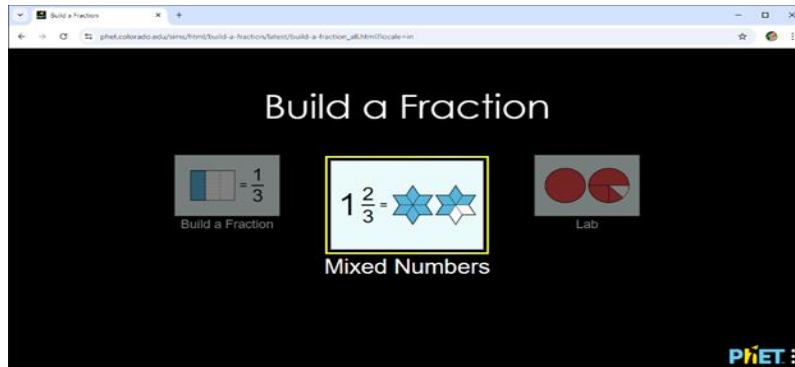 Build a Fraction
phet.colorado.edu/sims/html/build-a-fraction/latest/build-a-fraction_all.html?locale=in
Build a Fraction
= 1/3
Build a Fraction
1 2/3 =
Mixed Numbers
Lab
PhET